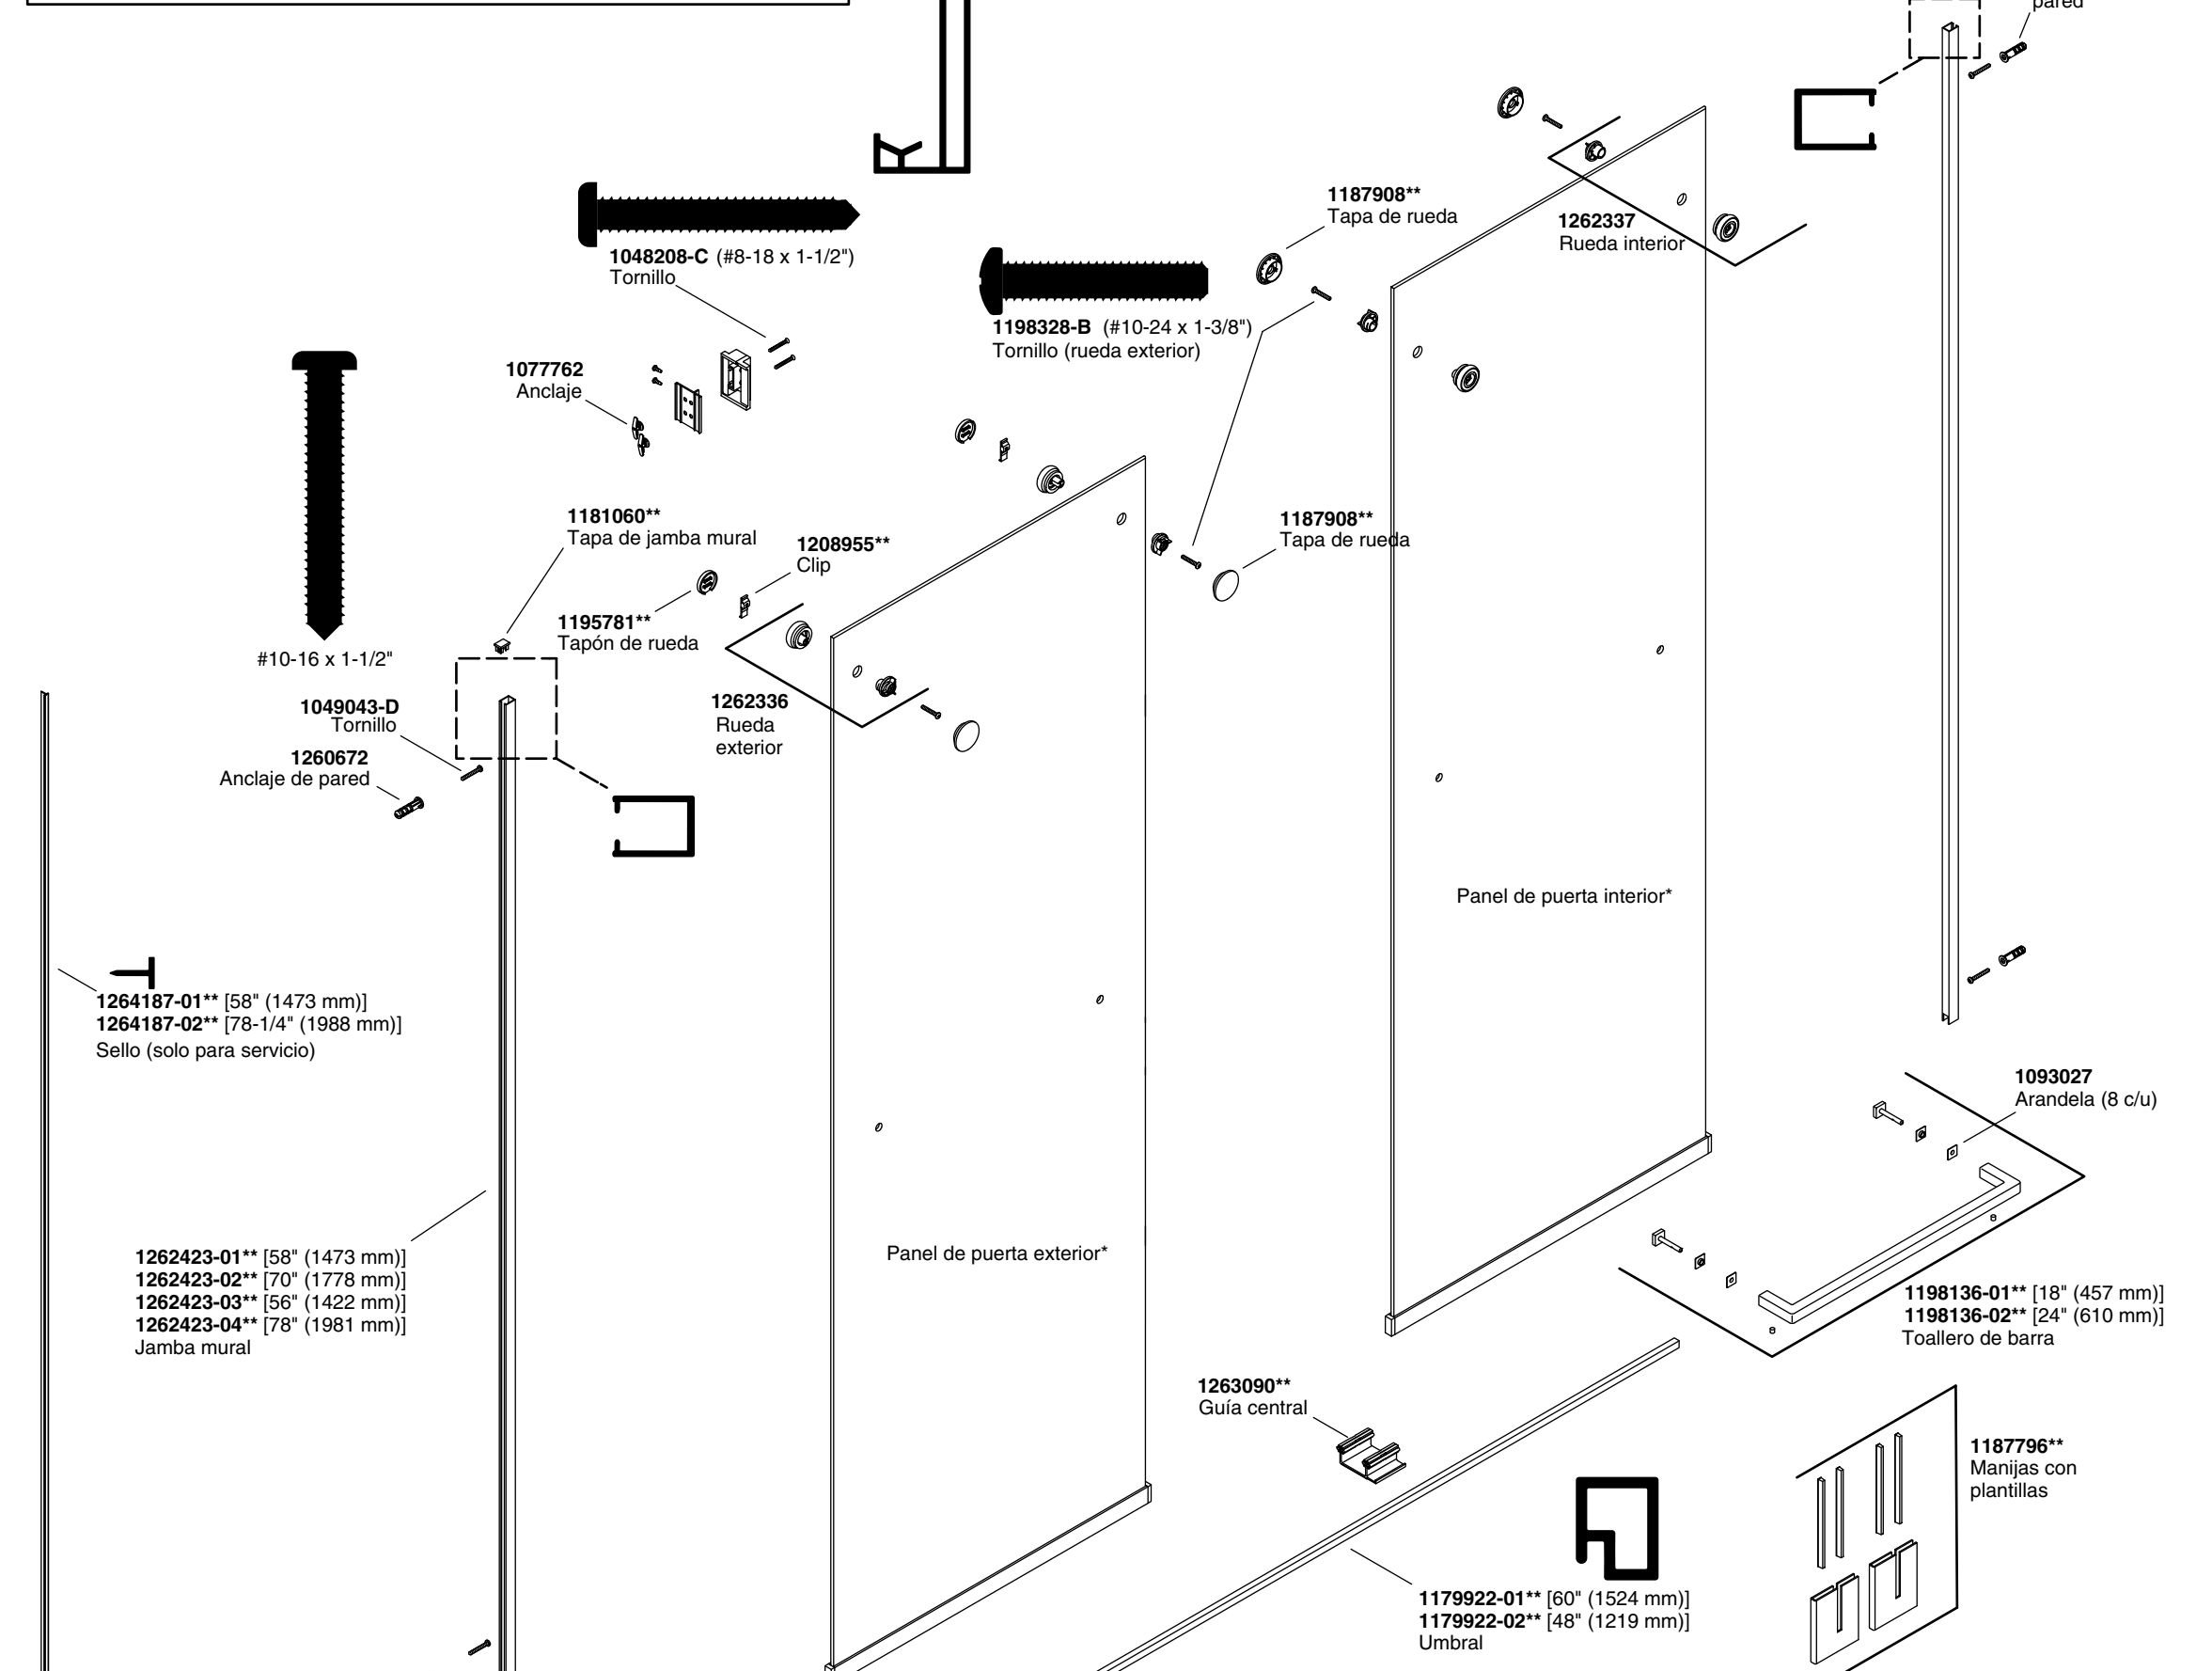 pared
1187908**
Tapa de rueda
1262337
Rueda interior
1048208-C (#8-18 x 1-1/2")
Tornillo
1198328-B (#10-24 x 1-3/8")
Tornillo (rueda exterior)
1077762
Anclaje
1181060**
Tapa de jamba mural
1208955**
Clip
1187908**
Tapa de rueda
1195781**
Tapón de rueda
#10-16 x 1-1/2"
1262336
Rueda
exterior
1049043-D
Tornillo
1260672
Anclaje de pared
Panel de puerta interior*
1264187-01** [58" (1473 mm)]
1264187-02** [78-1/4" (1988 mm)]
Sello (solo para servicio)
1093027
Arandela (8 c/u)
Panel de puerta exterior*
1262423-01** [58" (1473 mm)]
1262423-02** [70" (1778 mm)]
1262423-03** [56" (1422 mm)]
1262423-04** [78" (1981 mm)]
Jamba mural
1198136-01** [18" (457 mm)]
1198136-02** [24" (610 mm)]
Toallero de barra
1263090**
Guía central
1187796**
Manijas con
plantillas
1179922-01** [60" (1524 mm)]
1179922-02** [48" (1219 mm)]
Umbral